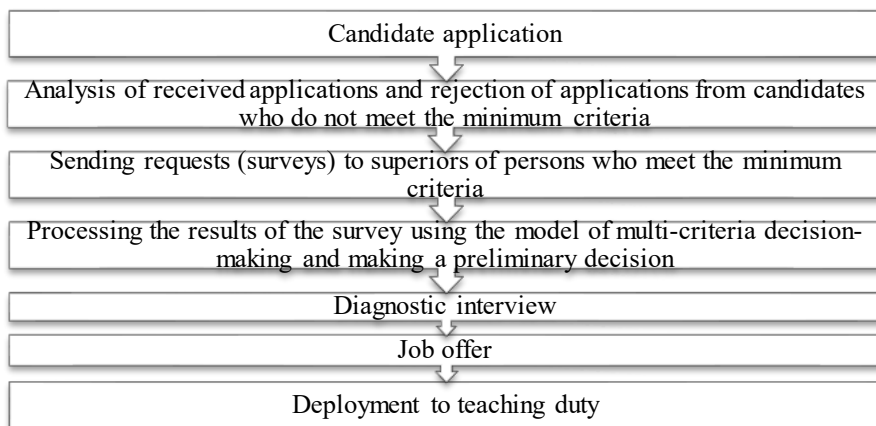 Candidate application
Analysis of received applications and rejection of applications from candidates
who do not meet the minimum criteria
Sending requests (surveys) to superiors of persons who meet the minimum
criteria
Processing the results of the survey using the model of multi-criteria decision-
making and making a preliminary decision
Diagnostic interview
Job offer
Deployment to teaching duty